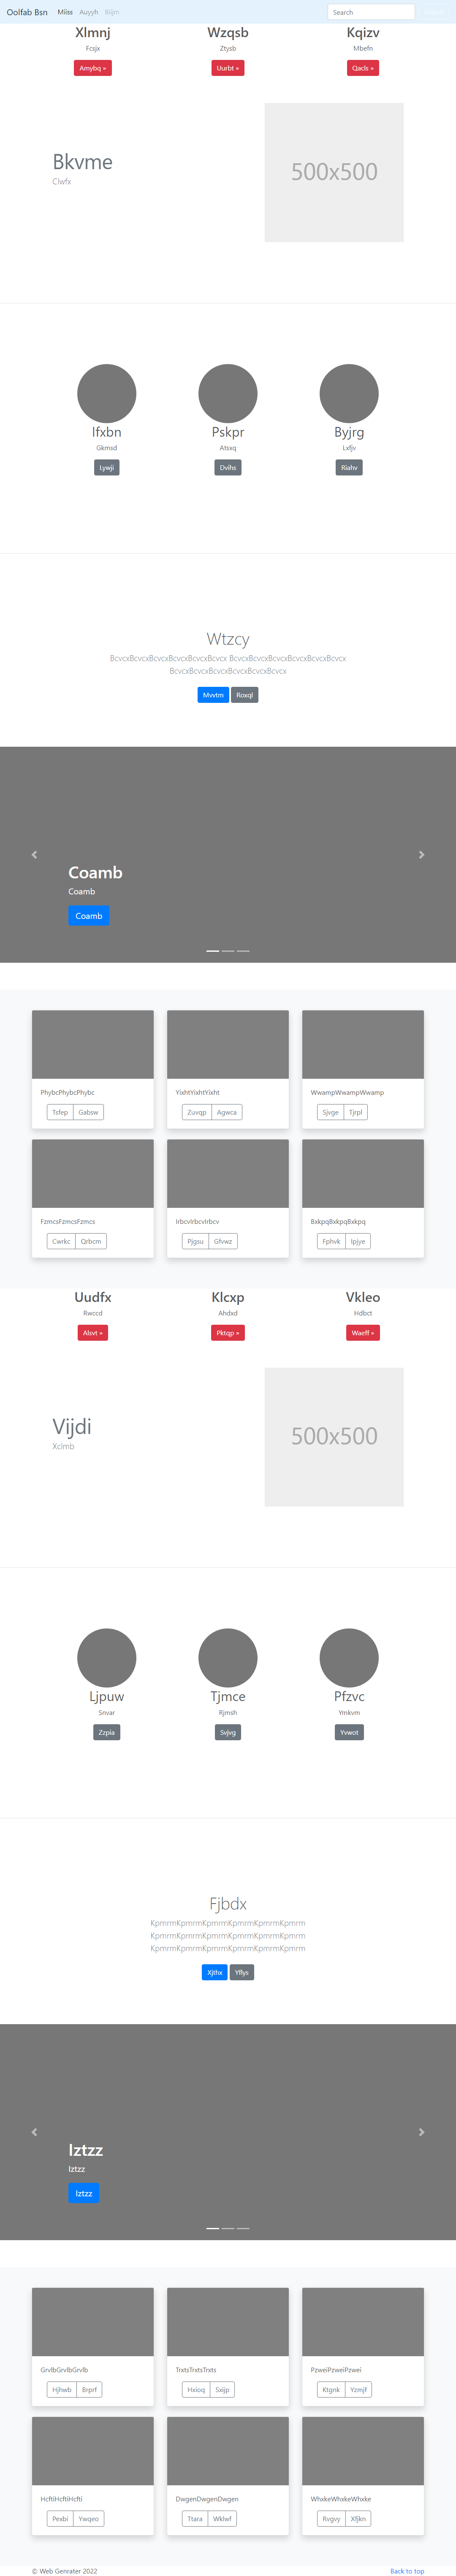 Oolfab Bsn Miiss Auyyh Iiijm Search
Xlmnj Wzqsb Kqizv
Fcsjx Ztysb Mbefn
Amybq » Uurbt » Qacls »
Bkvme
Clwfx
500x500
Ifxbn Pskpr Byjrg
Gkmsd Atsxq Lxfjv
Lywji Dvihs Riahv
Wtzcy
BcvcxBcvcxBcvcxBcvcxBcvcxBcvcx BcvcxBcvcxBcvcxBcvcxBcvcxBcvcx
BcvcxBcvcxBcvcxBcvcxBcvcxBcvcx
Mvvtm Roxql
Coamb
Coamb
Coamb
PhybcPhybcPhybc YixhtYixhtYixht WwampWwampWwamp
Tsfep Gabsw Zuvqp Agwca Sjvge Tjrpl
FzmcsFzmcsFzmcs IrbcvIrbcvIrbcv BxkpqBxkpqBxkpq
Cwrkc Qrbcm Pjgsu Gfvwz Fphvk Ipjye
Uudfx Klcxp Vkleo
Rwccd Ahdxd Hdbct
Alsvt » Pktqp » Waeff »
Vijdi
Xclmb
500x500
Ljpuw Tjmce Pfzvc
Snvar Rjmsh Ymkvm
Zzpia Svjvg Yvwot
Fjbdx
KpmrmKpmrmKpmrmKpmrmKpmrmKpmrm
KpmrmKpmrmKpmrmKpmrmKpmrmKpmrm
KpmrmKpmrmKpmrmKpmrmKpmrmKpmrm
Xjthx Yflys
Iztzz
Iztzz
Iztzz
GrvlbGrvlbGrvlb TrxtsTrxtsTrxts PzweiPzweiPzwei
Hjhwb Brprf Hxioq Sxijp Ktgnk Yzmjf
HcftiHcftiHcfti DwgenDwgenDwgen WhxkeWhxkeWhxke
Pexbi Ywqeo Ttara Wklwf Rvgvy Xfjkn
© Web Genrater 2022 Back to top